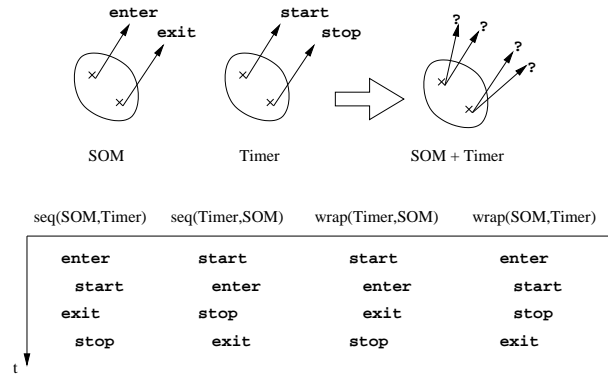 enter
exit
start
stop
?
?
?
?
SOM
Timer
SOM + Timer
seq(SOM,Timer) seq(Timer,SOM) wrap(Timer,SOM) wrap(SOM,Timer)
enter start start enter
start enter enter start
exit stop exit stop
stop exit stop exit
t